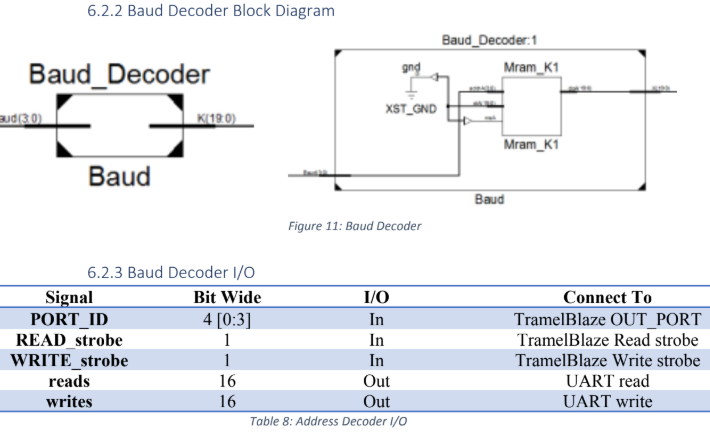 6.2.2 Baud Decoder Block Diagram
Baud_Decoder
aud(3:0)
K(19:0)
Baud
Baud_Decoder:1
gnd
Mram_K1
XST_GND
Mram_K1
Baud
Figure 11: Baud Decoder
6.2.3 Baud Decoder I/O
Signal Bit Wide I/O Connect To
PORT_ID 4 [0:3] In TramelBlaze OUT_PORT
READ_strobe 1 In TramelBlaze Read strobe
WRITE_strobe 1 In TramelBlaze Write strobe
reads 16 Out UART read
writes 16 Out UART write
Table 8: Address Decoder I/O